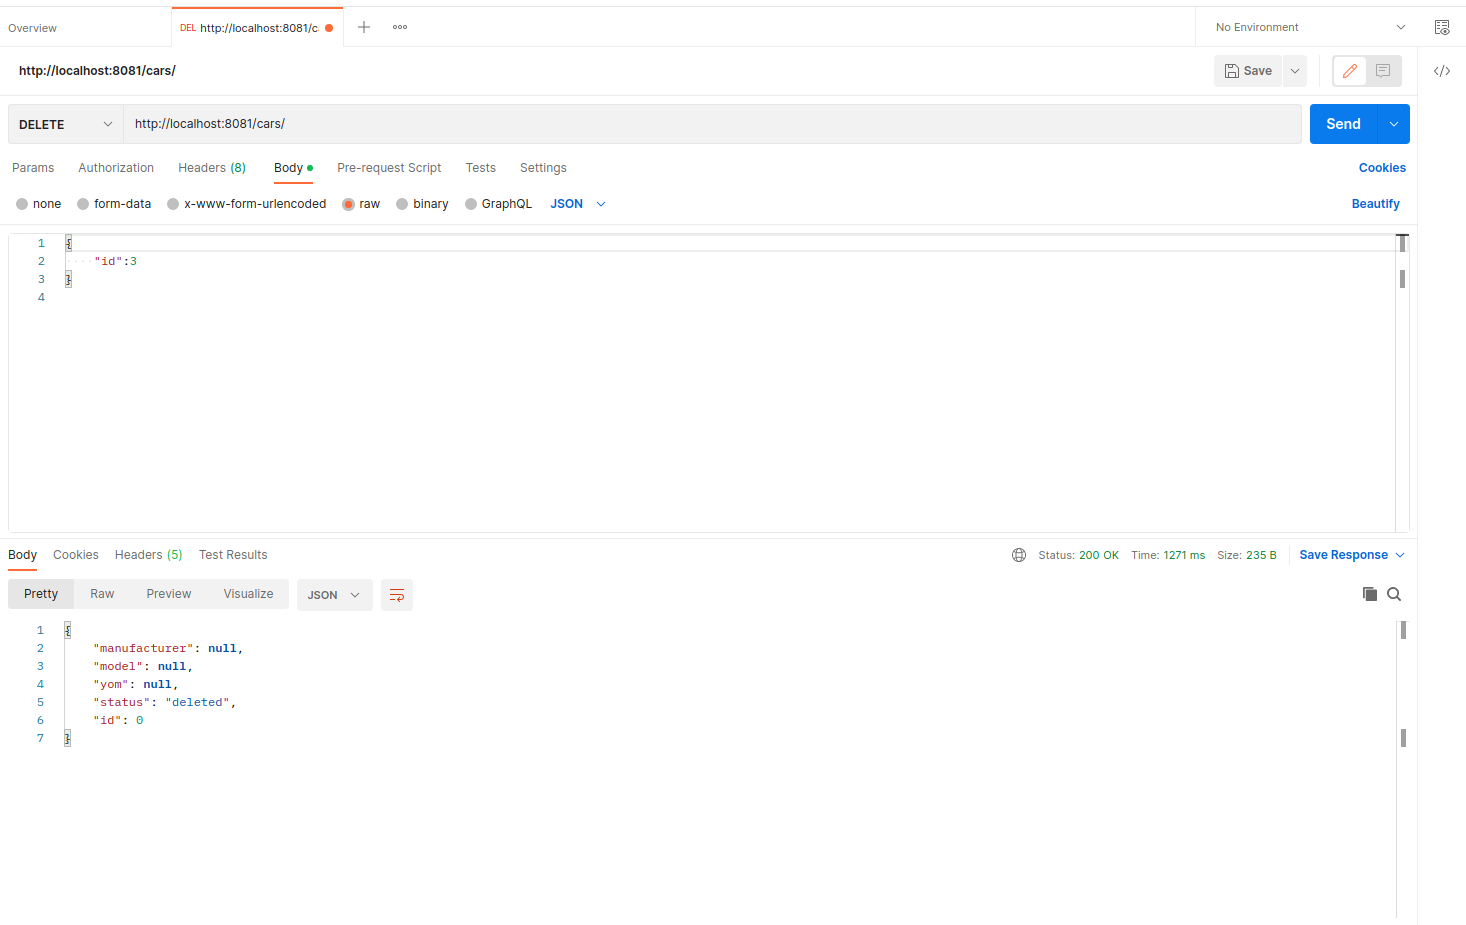 Overview
DEL http://localhost:8081/c
No Environment
http://localhost:8081/cars/
Save
DELETE
http://localhost:8081/cars/
Send
Params Authorization Headers (8) Body Pre-request Script Tests Settings Cookies
none form-data x-www-form-urlencoded raw binary GraphQL JSON Beautify
1 {
2 "id":3
3 }
4
Body Cookies Headers (5) Test Results Status: 200 OK Time: 1271 ms Size: 235 B Save Response
Pretty Raw Preview Visualize JSON
1 {
2 "manufacturer": null,
3 "model": null,
4 "yom": null,
5 "status": "deleted",
6 "id": 0
7 }